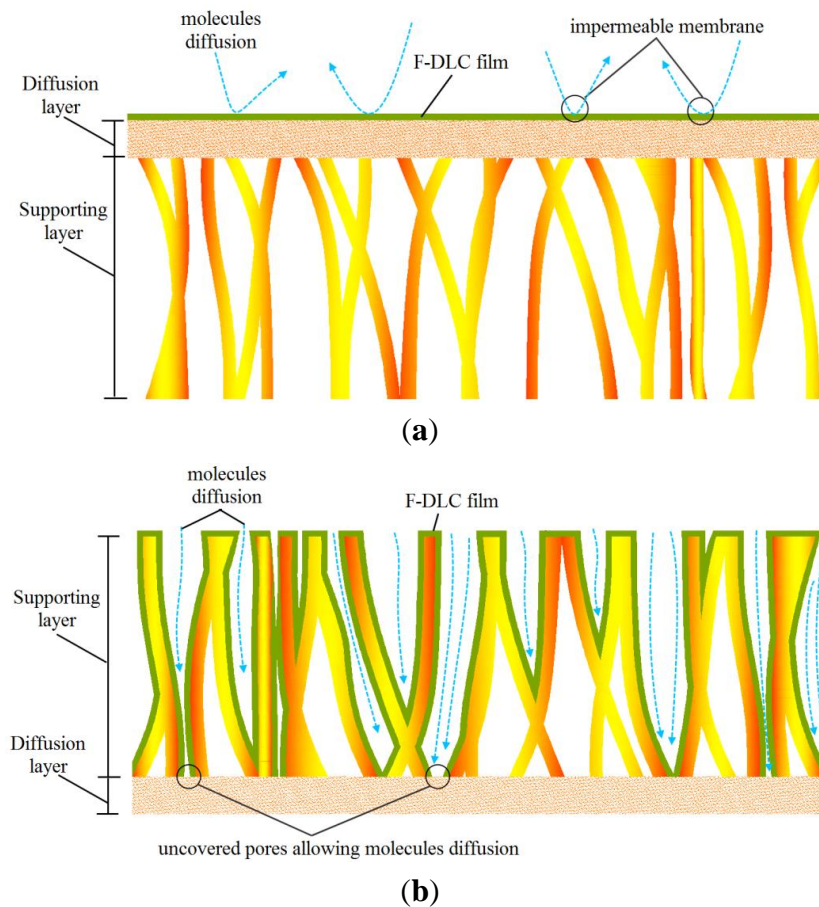 molecules
diffusion
impermeable membrane
F-DLC film
Diffusion
layer
Supporting
layer
(a)
molecules
diffusion
F-DLC film
Supporting
layer
Diffusion
layer
uncovered pores allowing molecules diffusion
(b)